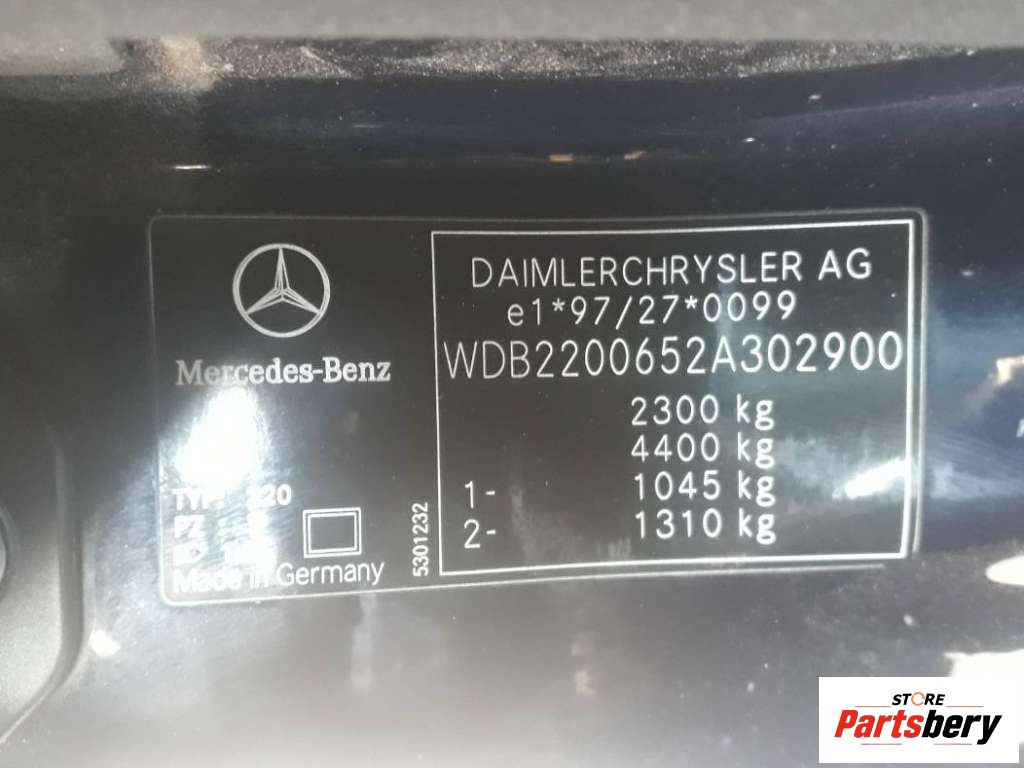 Mercedes-Benz
220
Made in Germany
5301232
DAIMLERCHRYSLER AG
e1*97/27*0099
WDB2200652A302900
2300 kg
4400 kg
1- 1045 kg
2- 1310 kg
STORE
Partsbery